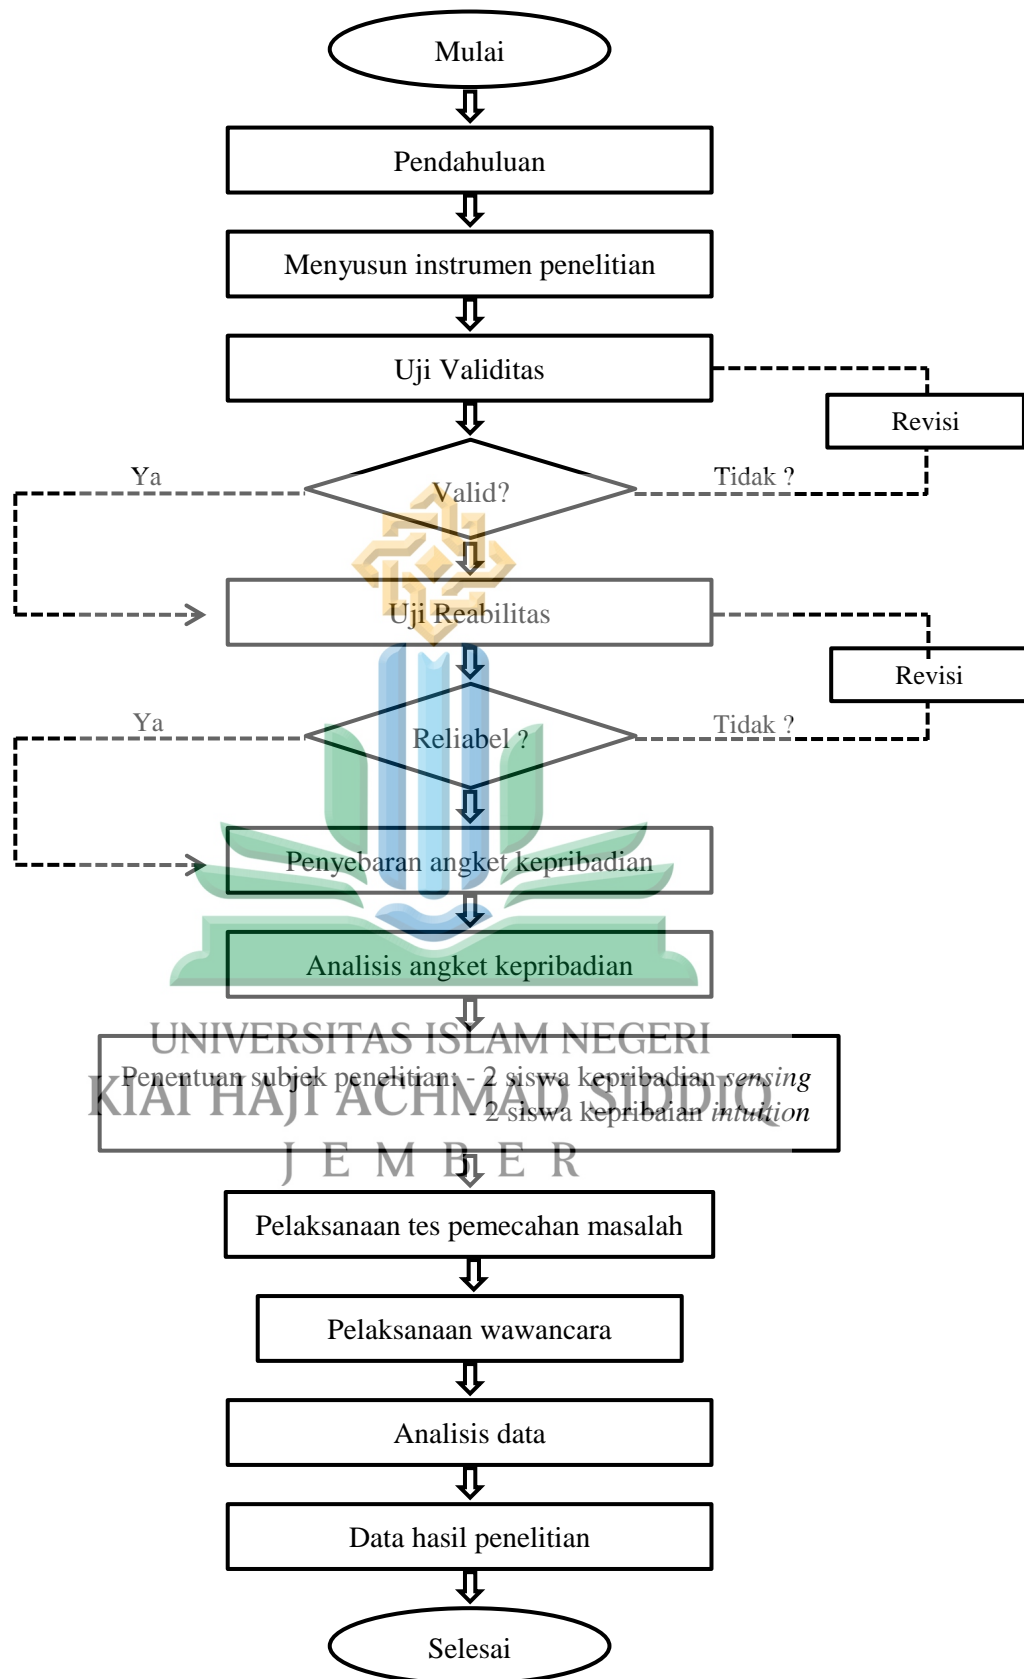 Mulai
Pendahuluan
Menyusun instrumen penelitian
Uji Validitas
Revisi
Ya
Valid?
Tidak ?
Uji Reabilitas
Revisi
Ya
Reliabel ?
Tidak ?
Penyebaran angket kepribadian
Analisis angket kepribadian
UNIVERSITAS ISLAM NEGERI
Penentuan subjek penelitian: - 2 siswa kepribadian sensing
KIAI HAJI ACHMAD SIDDIQ
- 2 siswa kepribaian intuition
JEMBER
Pelaksanaan tes pemecahan masalah
Pelaksanaan wawancara
Analisis data
Data hasil penelitian
Selesai